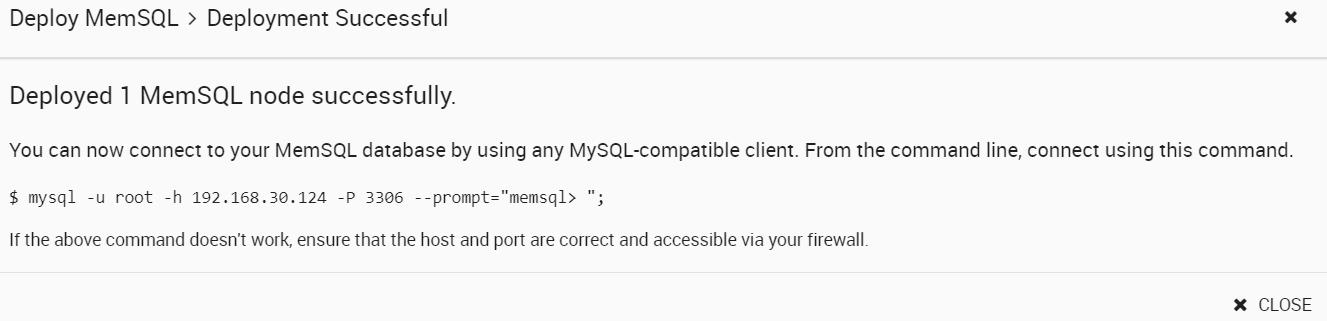 Deploy MemSQL > Deployment Successful
Deployed 1 MemSQL node successfully.
You can now connect to your MemSQL database by using any MySQL-compatible client. From the command line, connect using this command.
$ mysql -u root -h 192.168.30.124 -P 3306 --prompt="memsql> ";
If the above command doesn't work, ensure that the host and port are correct and accessible via your firewall.
✖ CLOSE